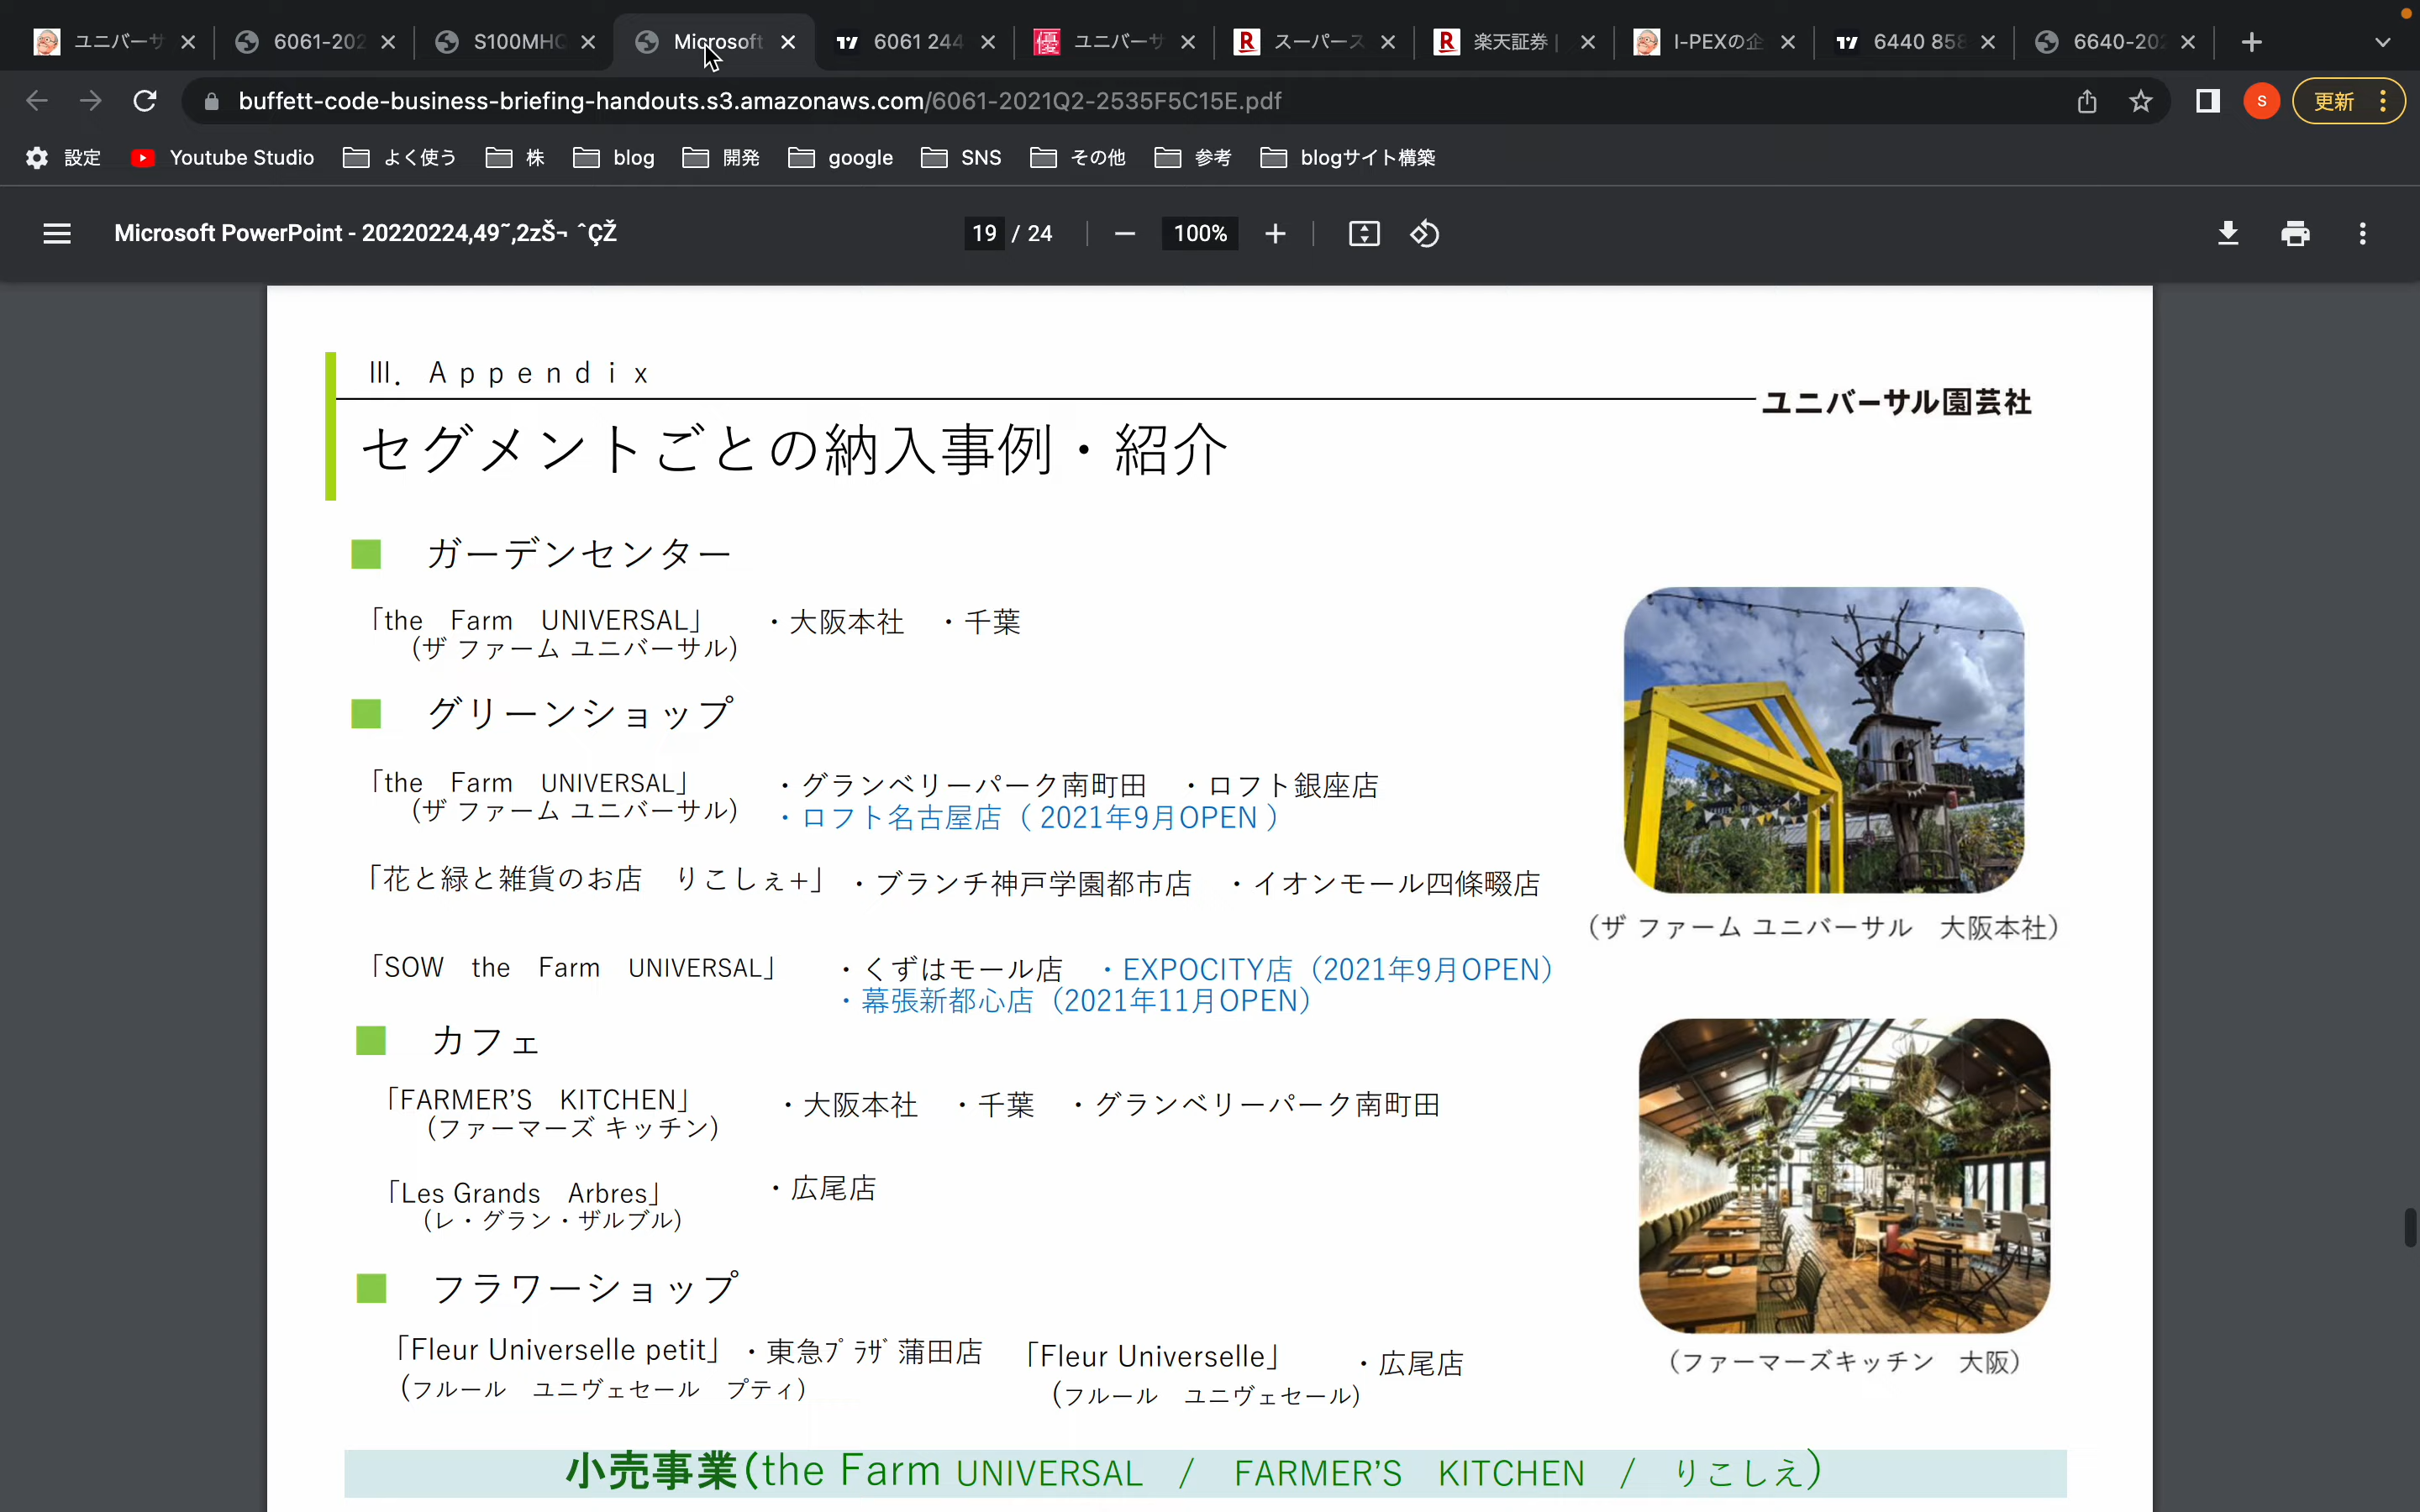 ユニバーサ
6061-202
S100MHQ
Microsoft
6061 244
ユニバーサ
スーパース
楽天証券 |
I-PEXの企
6440 858
6640-202
buffett-code-business-briefing-handouts.s3.amazonaws.com/6061-2021Q2-2535F5C15E.pdf
S
更新
設定
Youtube Studio
よく使う
株
blog
開発
google
SNS
その他
参考
blogサイト構築
Microsoft PowerPoint - 20220224,49˜,2zŠ¬ ˆÇŽ
19 / 24
100%
Ⅲ. Appendix
ユニバーサル園芸社
セグメントごとの納入事例・紹介
■ ガーデンセンター
「the Farm UNIVERSAL」 ・大阪本社 ・千葉
(ザ ファーム ユニバーサル)
■ グリーンショップ
「the Farm UNIVERSAL」 ・グランベリーパーク南町田 ・ロフト銀座店
(ザ ファーム ユニバーサル) ・ロフト名古屋店（ 2021年9月OPEN ）
「花と緑と雑貨のお店 りこしぇ+」 ・ブランチ神戸学園都市店 ・イオンモール四條畷店
(ザ ファーム ユニバーサル 大阪本社)
「SOW the Farm UNIVERSAL」 ・くずはモール店 ・EXPOCITY店（2021年9月OPEN）
・幕張新都心店（2021年11月OPEN）
■ カフェ
「FARMER’S KITCHEN」 ・大阪本社 ・千葉 ・グランベリーパーク南町田
(ファーマーズ キッチン)
「Les Grands Arbres」 ・広尾店
(レ・グラン・ザルブル)
■ フラワーショップ
「Fleur Universelle petit」 ・東急ﾌﾟﾗｻﾞ蒲田店 「Fleur Universelle」 ・広尾店
(フルール ユニヴェセール プティ) (フルール ユニヴェセール)
(ファーマーズキッチン 大阪)
小売事業(the Farm UNIVERSAL / FARMER’S KITCHEN / りこしえ)